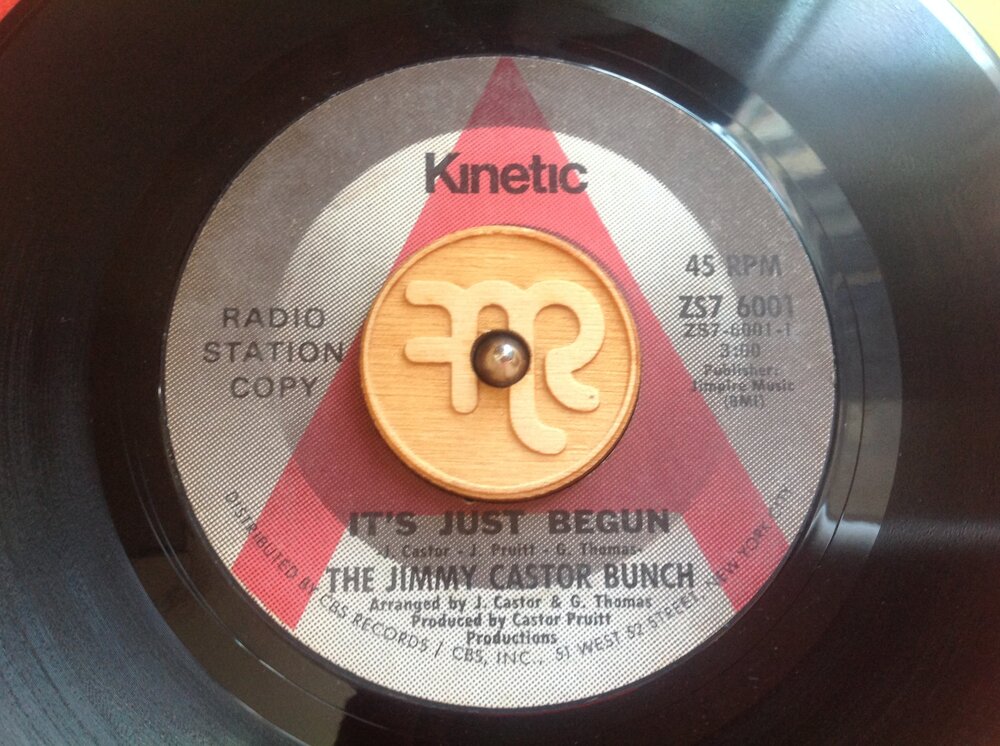 Kinetic
RADIO
STATION
COPY
45 RPM
ZS7 6001
ZS7-6001-1
3:00
Publisher:
Jimpire Music
(BMI)
IT'S JUST BEGUN
J. Castor - J. Pruitt - G. Thomas
THE JIMMY CASTOR BUNCH
Arranged by J. Castor & G. Thomas
Produced by Castor Pruitt
Productions
DISTRIBUTED BY CBS RECORDS / CBS, INC., 51 WEST 52 STREET, NEW YORK CITY